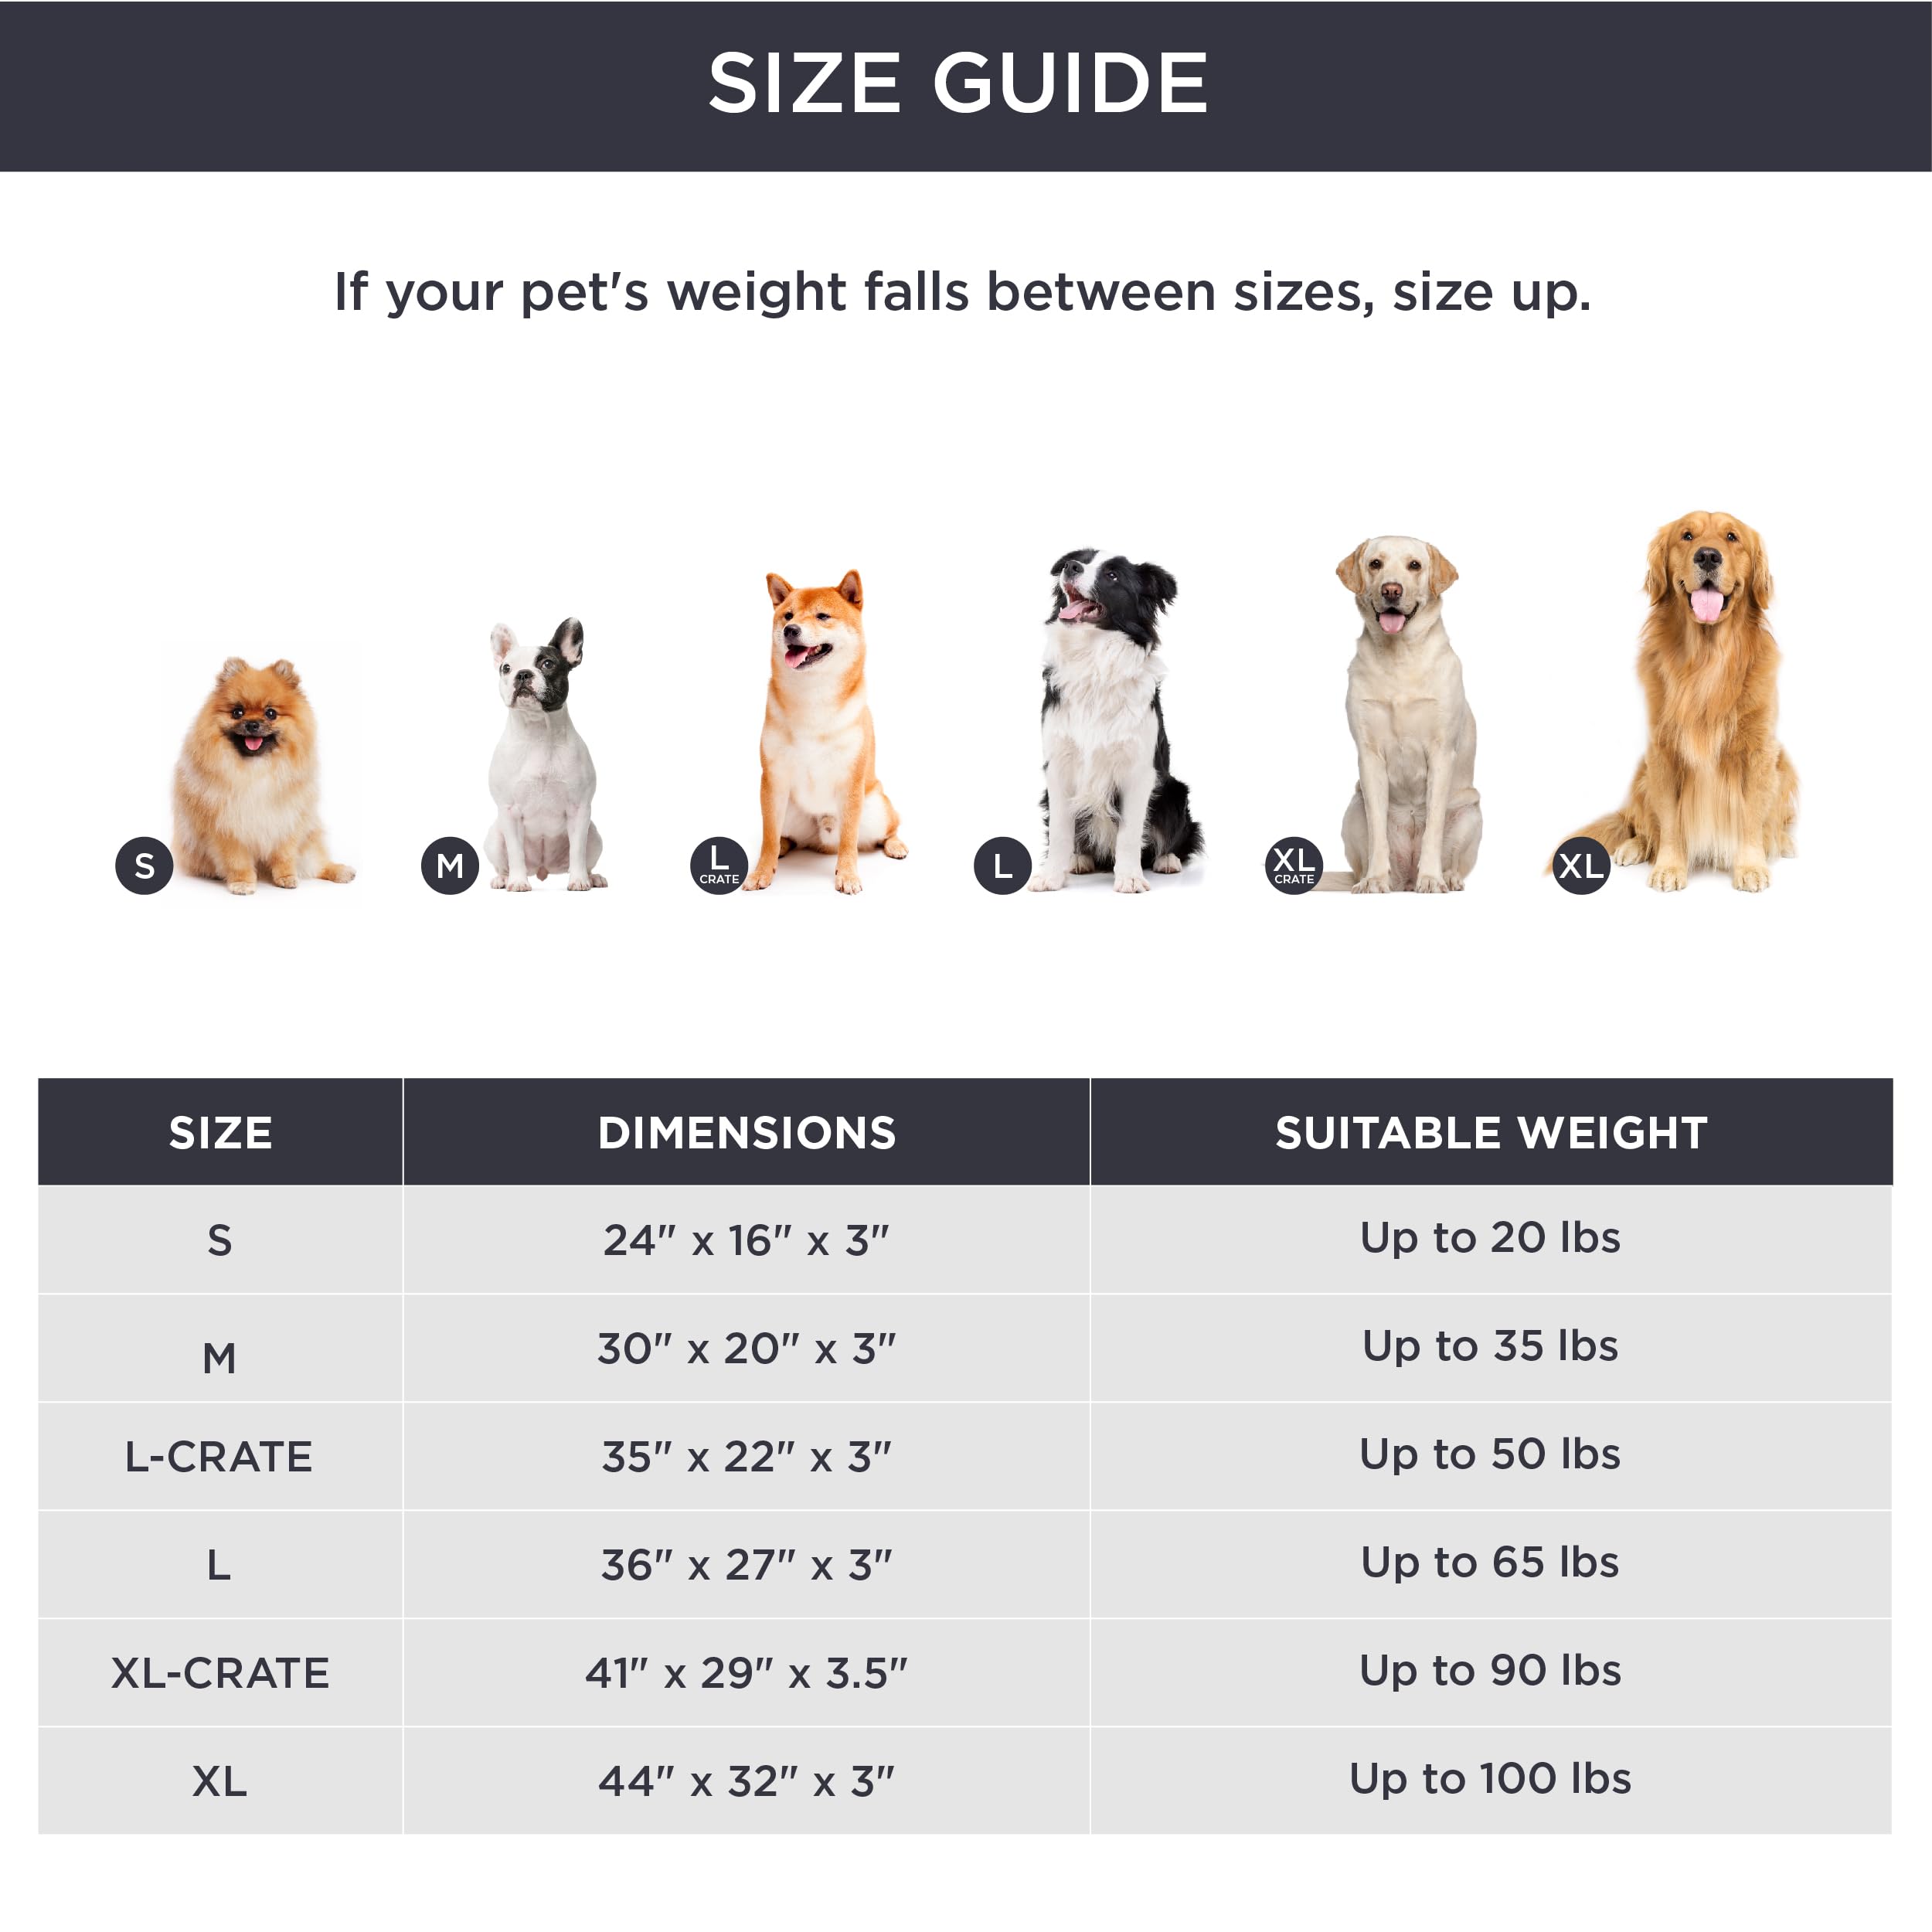 SIZE GUIDE
If your pet's weight falls between sizes, size up.
S
M
L
CRATE
L
XL
CRATE
XL
SIZE DIMENSIONS SUITABLE WEIGHT
S 24" x 16" x 3" Up to 20 lbs
M 30" x 20" x 3" Up to 35 lbs
L-CRATE 35" x 22" x 3" Up to 50 lbs
L 36" x 27" x 3" Up to 65 lbs
XL-CRATE 41" x 29" x 3.5" Up to 90 lbs
XL 44" x 32" x 3" Up to 100 lbs